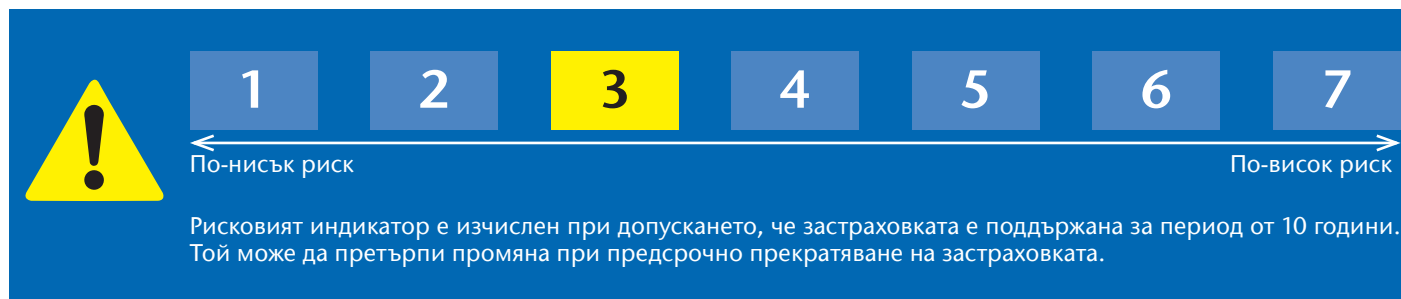 1 2 3 4 5 6 7
По-нисък риск По-висок риск
Рисковият индикатор е изчислен при допускането, че застраховката е поддържана за период от 10 години.
Той може да претърпи промяна при предсрочно прекратяване на застраховката.